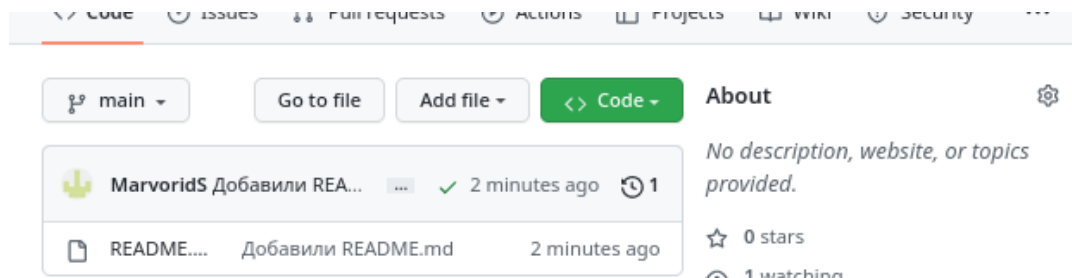 <> Code Issues Pull requests Actions Projects Wiki Security ...
main Go to file Add file <> Code
MarvoridS Добавили REA... ... 2 minutes ago 1
README.... Добавили README.md 2 minutes ago
About
No description, website, or topics
provided.
0 stars
1 watching